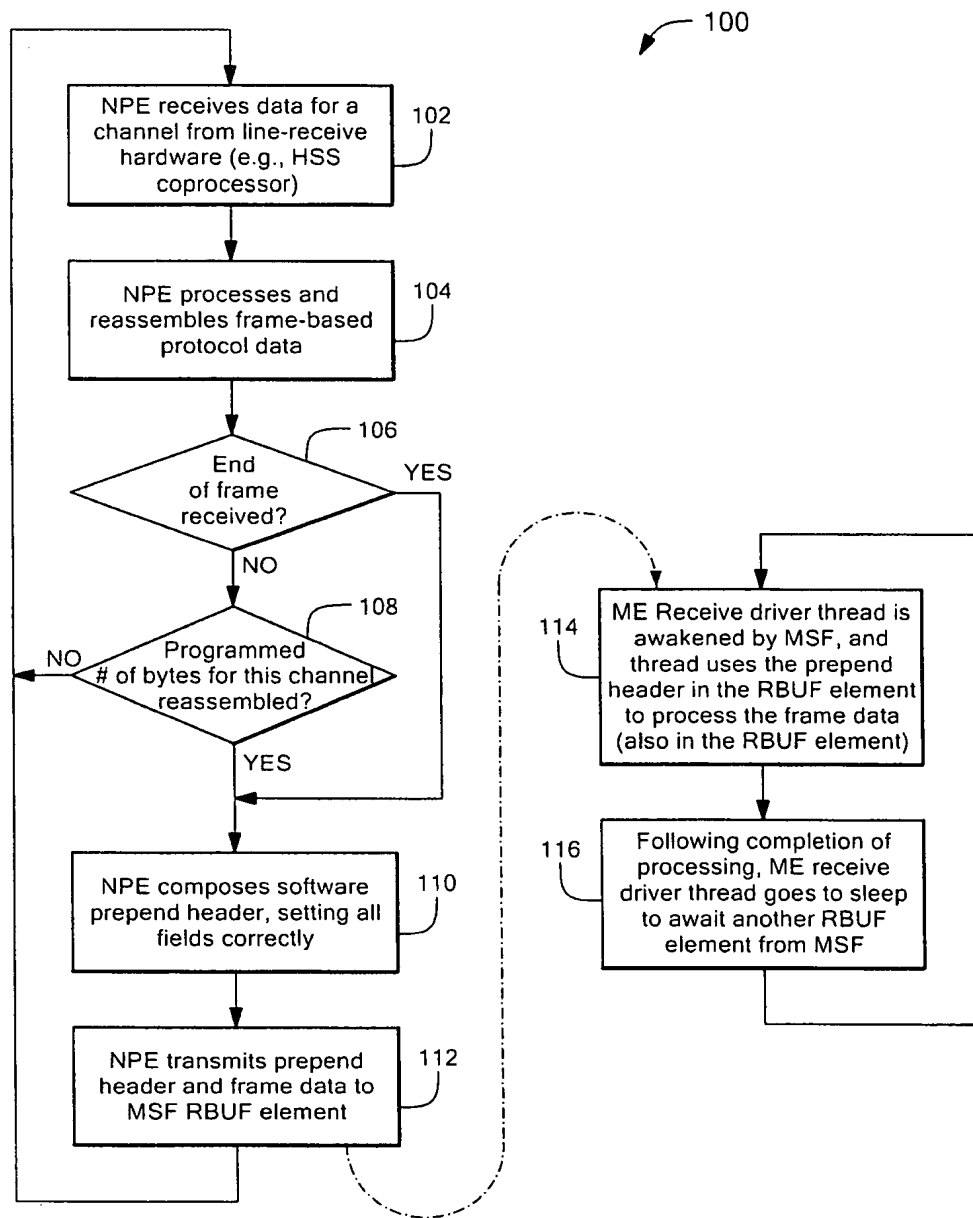 100
NPE receives data for a
channel from line-receive
hardware (e.g., HSS
coprocessor)
102
NPE processes and
reassembles frame-based
protocol data
104
106
End
of frame
received?
YES
NO
108
Programmed
# of bytes for this channel
reassembled?
NO
YES
NPE composes software
prepend header, setting all
fields correctly
110
NPE transmits prepend
header and frame data to
MSF RBUF element
112
114
ME Receive driver thread is
awakened by MSF, and
thread uses the prepend
header in the RBUF element
to process the frame data
(also in the RBUF element)
116
Following completion of
processing, ME receive
driver thread goes to sleep
to await another RBUF
element from MSF